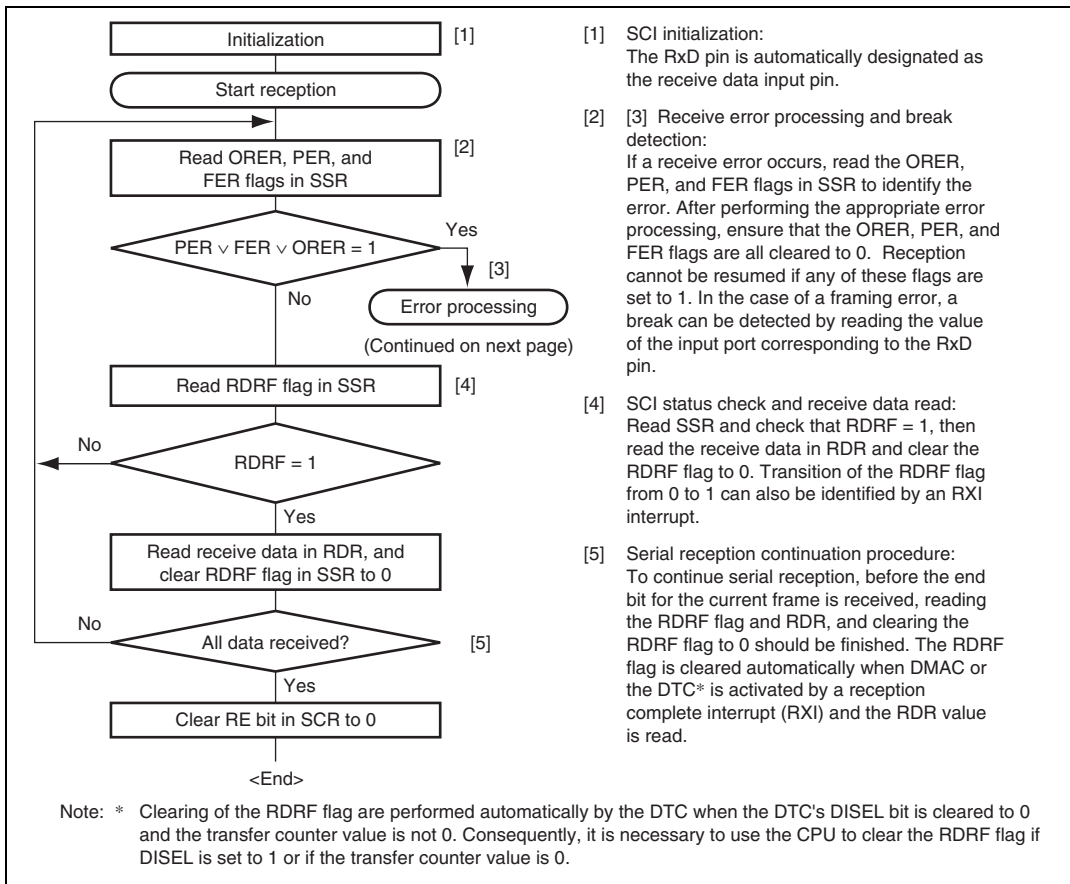 Initialization
[1]
Start reception
Read ORER, PER, and
FER flags in SSR
[2]
PER ∨ FER ∨ ORER = 1
Yes
[3]
No
Error processing
(Continued on next page)
Read RDRF flag in SSR
[4]
No
RDRF = 1
Yes
Read receive data in RDR, and
clear RDRF flag in SSR to 0
No
All data received?
[5]
Yes
Clear RE bit in SCR to 0
<End>
[1] SCI initialization:
The RxD pin is automatically designated as
the receive data input pin.
[2] [3] Receive error processing and break
detection:
If a receive error occurs, read the ORER,
PER, and FER flags in SSR to identify the
error. After performing the appropriate error
processing, ensure that the ORER, PER, and
FER flags are all cleared to 0. Reception
cannot be resumed if any of these flags are
set to 1. In the case of a framing error, a
break can be detected by reading the value
of the input port corresponding to the RxD
pin.
[4] SCI status check and receive data read:
Read SSR and check that RDRF = 1, then
read the receive data in RDR and clear the
RDRF flag to 0. Transition of the RDRF flag
from 0 to 1 can also be identified by an RXI
interrupt.
[5] Serial reception continuation procedure:
To continue serial reception, before the end
bit for the current frame is received, reading
the RDRF flag and RDR, and clearing the
RDRF flag to 0 should be finished. The RDRF
flag is cleared automatically when DMAC or
the DTC* is activated by a reception
complete interrupt (RXI) and the RDR value
is read.
Note: * Clearing of the RDRF flag are performed automatically by the DTC when the DTC's DISEL bit is cleared to 0
and the transfer counter value is not 0. Consequently, it is necessary to use the CPU to clear the RDRF flag if
DISEL is set to 1 or if the transfer counter value is 0.